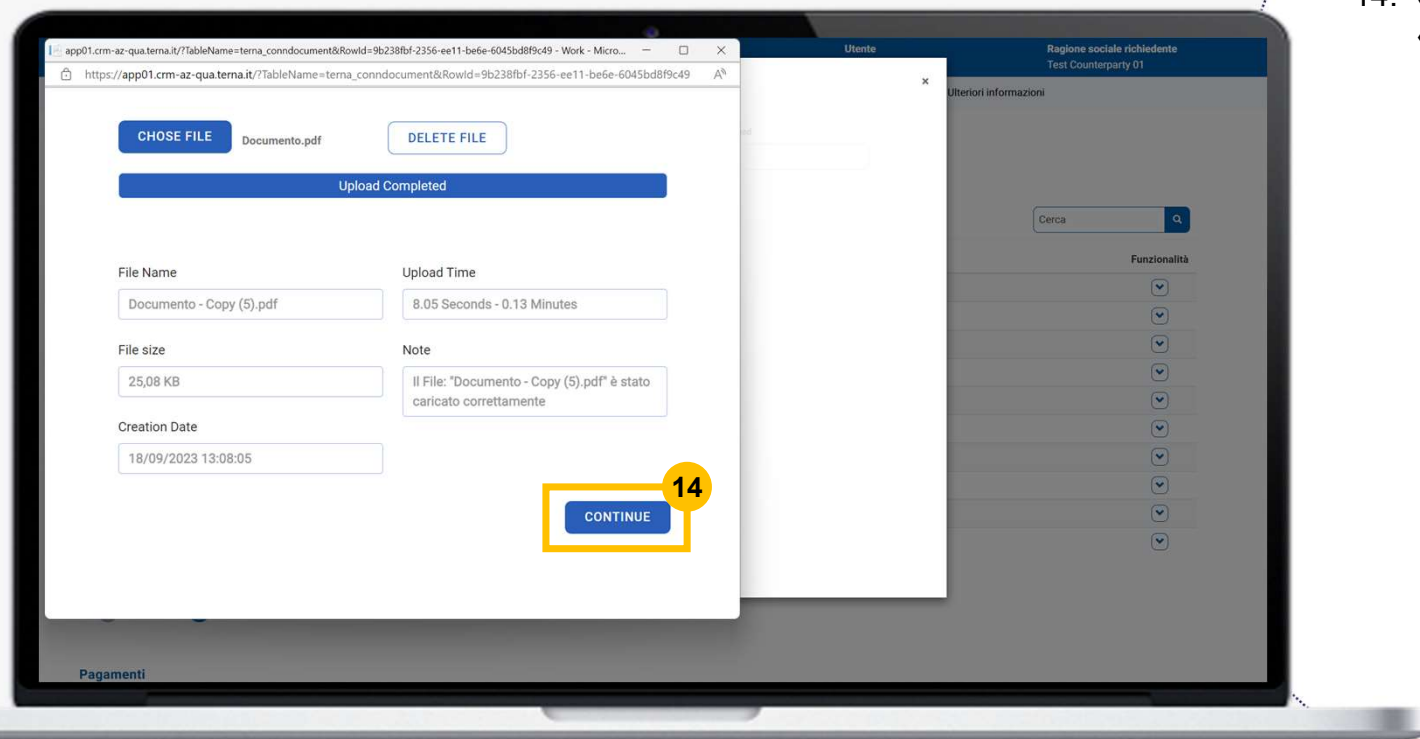 14.
app01.crm-az-qua.terna.it/?TableName=terna_conndocument&RowId=9b238fbf-2356-ee11-be6e-6045bd8f9c49 - Work - Micro...
https://app01.crm-az-qua.terna.it/?TableName=terna_conndocument&RowId=9b238fbf-2356-ee11-be6e-6045bd8f9c49
Utente
Ragione sociale richiedente
Test Counterparty 01
Ulteriori informazioni
CHOSE FILE
Documento.pdf
DELETE FILE
Upload Completed
Cerca
Funzionalità
File Name
Upload Time
Documento - Copy (5).pdf
8.05 Seconds - 0.13 Minutes
File size
Note
25,08 KB
Il File: "Documento - Copy (5).pdf" è stato
caricato correttamente
Creation Date
18/09/2023 13:08:05
14
CONTINUE
Pagamenti